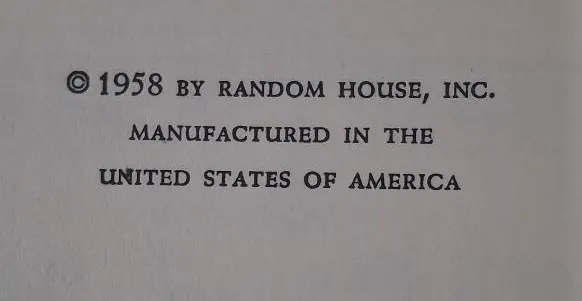 © 1958 BY RANDOM HOUSE, INC.
MANUFACTURED IN THE
UNITED STATES OF AMERICA